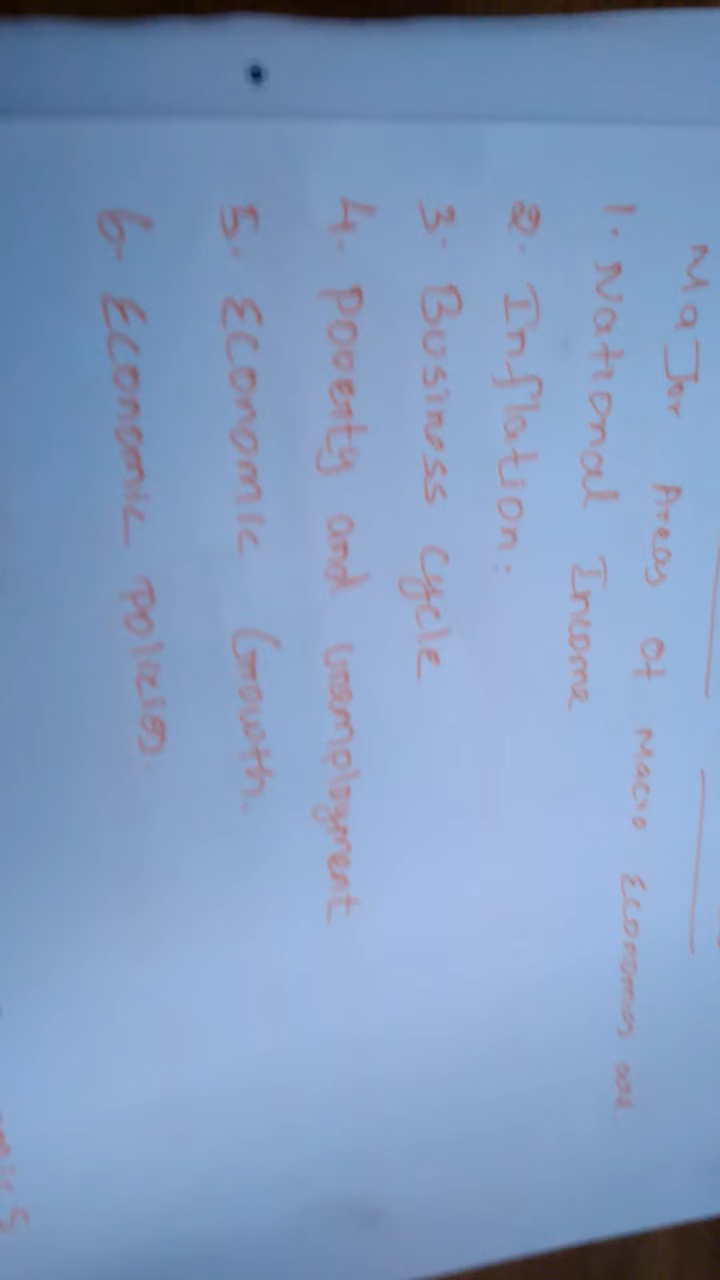 Major Areas of Macro Economics are
1. National Income
2. Inflation:
3. Business Cycle
4. Poverty and Unemployment
5. Economic Growth.
6. Economic policies.